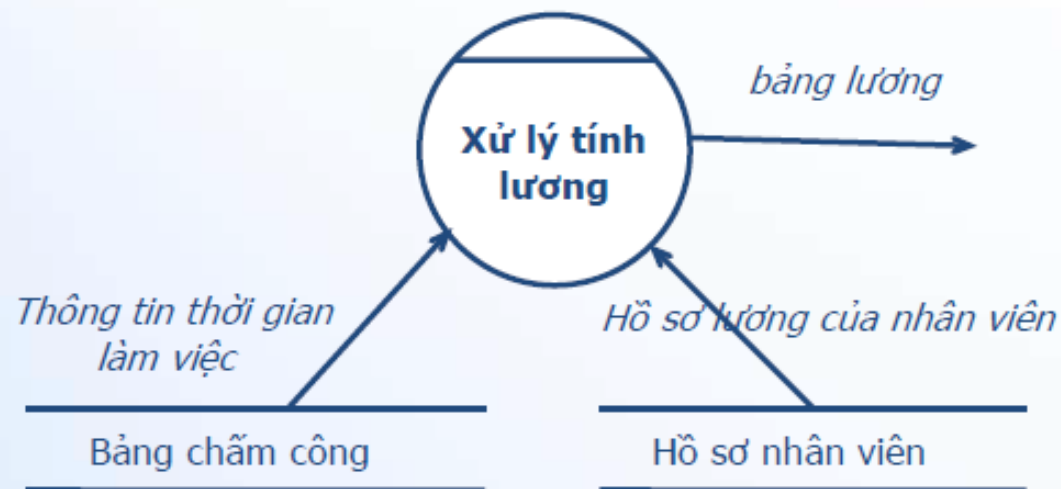 bảng lương
Xử lý tính
lương
Thông tin thời gian
làm việc
Hồ sơ lương của nhân viên
Bảng chấm công
Hồ sơ nhân viên